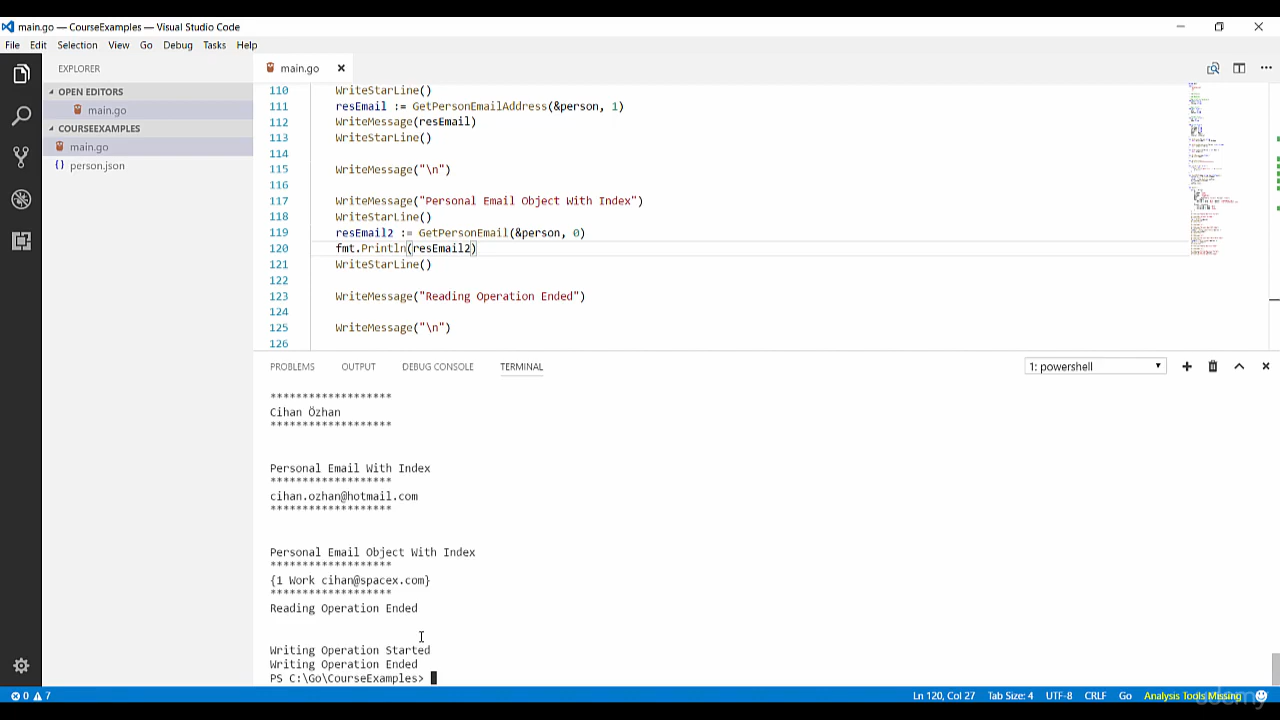 main.go — CourseExamples — Visual Studio Code
File Edit Selection View Go Debug Tasks Help
EXPLORER
OPEN EDITORS
main.go
COURSEEXAMPLES
main.go
person.json
main.go
110 WriteStarLine()
111 resEmail := GetPersonEmailAddress(&person, 1)
112 WriteMessage(resEmail)
113 WriteStarLine()
114
115 WriteMessage("\n")
116
117 WriteMessage("Personal Email Object With Index")
118 WriteStarLine()
119 resEmail2 := GetPersonEmail(&person, 0)
120 fmt.Println(resEmail2)
121 WriteStarLine()
122
123 WriteMessage("Reading Operation Ended")
124
125 WriteMessage("\n")
126
PROBLEMS OUTPUT DEBUG CONSOLE TERMINAL 1: powershell
*******************
Cihan Özhan
*******************
Personal Email With Index
*******************
cihan.ozhan@hotmail.com
*******************
Personal Email Object With Index
*******************
{1 Work cihan@spacex.com}
*******************
Reading Operation Ended
Writing Operation Started
Writing Operation Ended
PS C:\Go\CourseExamples>
0 7 Ln 120, Col 27 Tab Size: 4 UTF-8 CRLF Go Analysis Tools Missing
udemy